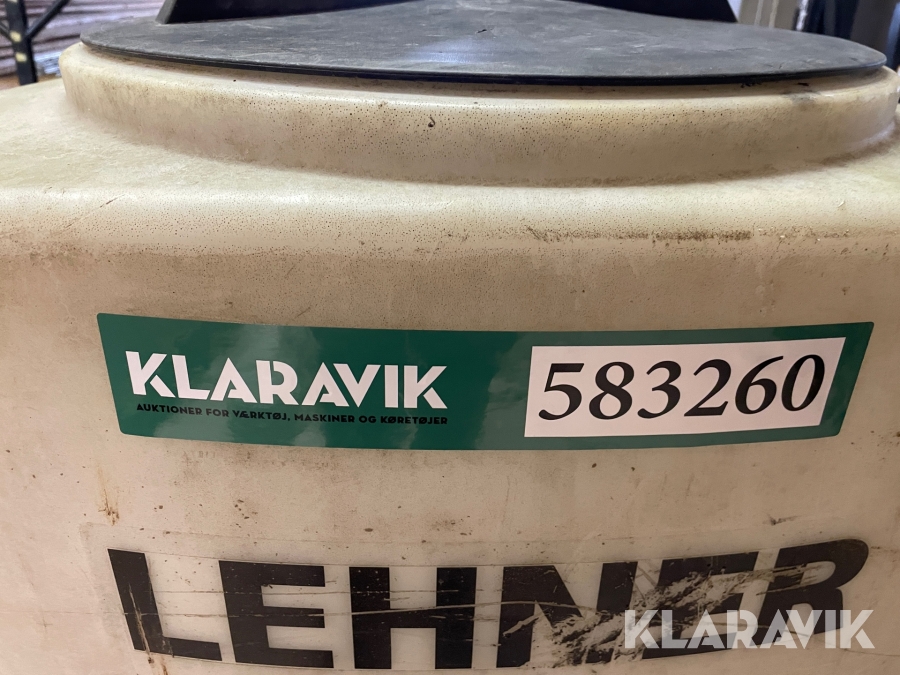 KLARAVIK
AUKTIONER FOR VÆRKTØJ, MASKINER OG KØRETØJER
583260
LEHNER
KLARAVIK